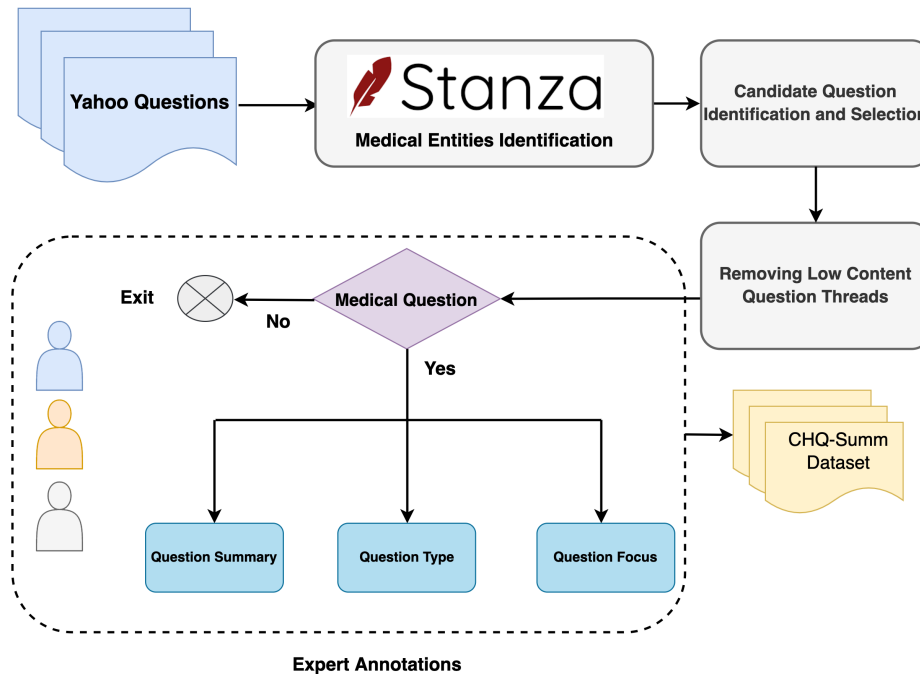 Yahoo Questions
Stanza
Medical Entities Identification
Candidate Question
Identification and Selection
Removing Low Content
Question Threads
Medical Question
Exit
No
Yes
CHQ-Summ
Dataset
Question Summary
Question Type
Question Focus
Expert Annotations